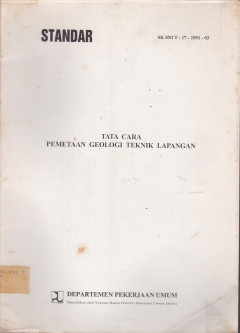 STANDAR
SK SNI T - 17 - 1991 - 03
TATA CARA
PEMETAAN GEOLOGI TEKNIK LAPANGAN
DEPARTEMEN PEKERJAAN UMUM